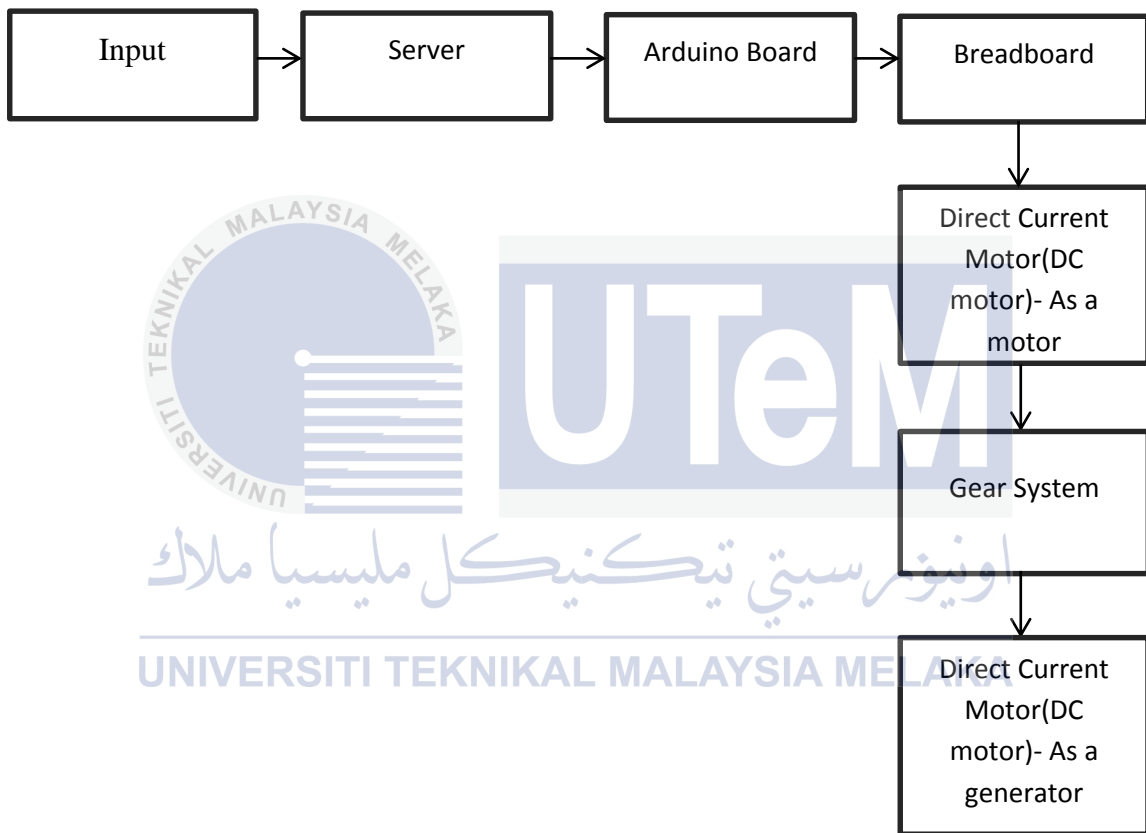 Input
Server
Arduino Board
Breadboard
Direct Current
Motor(DC
motor)- As a
motor
Gear System
Direct Current
Motor(DC
motor)- As a
generator
UNIVERSITI TEKNIKAL MALAYSIA MELAKA
UTeM
اونيۏرسيتي تيكنيكل مليسيا ملاك
UNIVERSITI TEKNIKAL MALAYSIA MELAKA